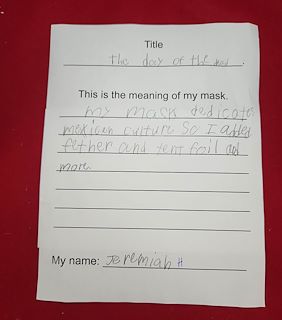 Title
the day of the dead.
This is the meaning of my mask.
my mask dedicate
mexican culture So I added
fether and tent foil and
more.
My name: Jeremiah H